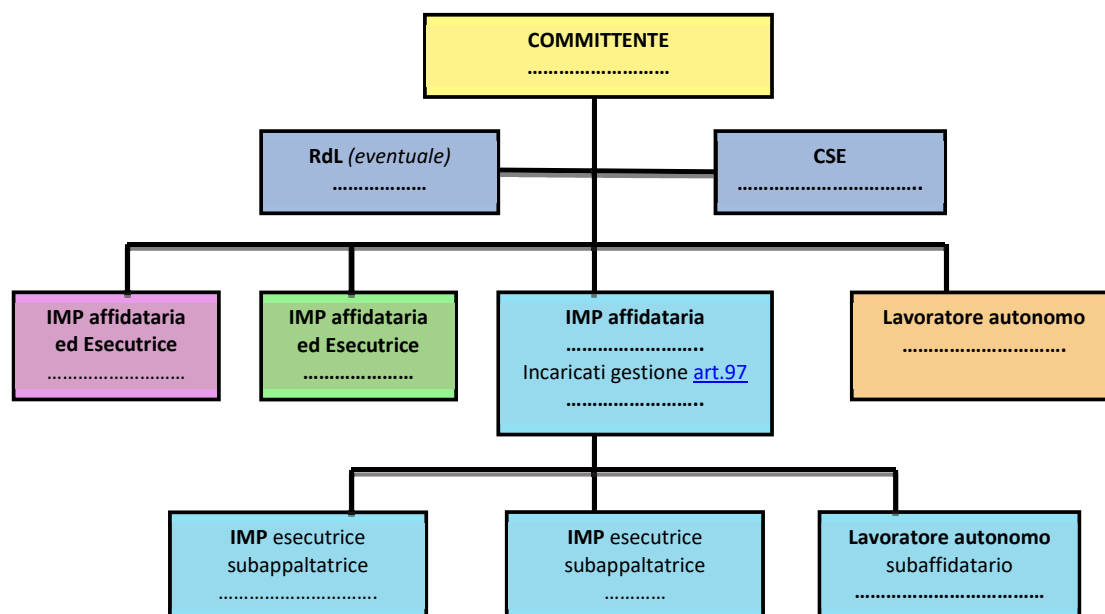 COMMITTENTE
………………………
RdL (eventuale)
………………
CSE
……………………………..
IMP affidataria
ed Esecutrice
………………………
IMP affidataria
ed Esecutrice
…………………
IMP affidataria
……………………..
Incaricati gestione art.97
……………………..
Lavoratore autonomo
………………………….
IMP esecutrice
subappaltatrice
………………………….
IMP esecutrice
subappaltatrice
…………
Lavoratore autonomo
subaffidatario
………………………………